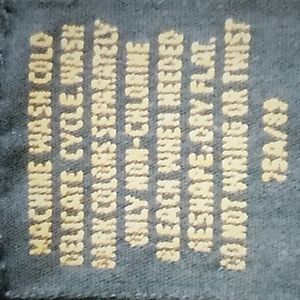 MACHINE WASH COLD
DELICATE CYCLE. WASH
WITH COLORS SEPARATELY
ONLY NON-CHLORINE
BLEACH WHEN NEEDED
RESHAPE. DRY FLAT.
DO NOT WRING OR TWIST